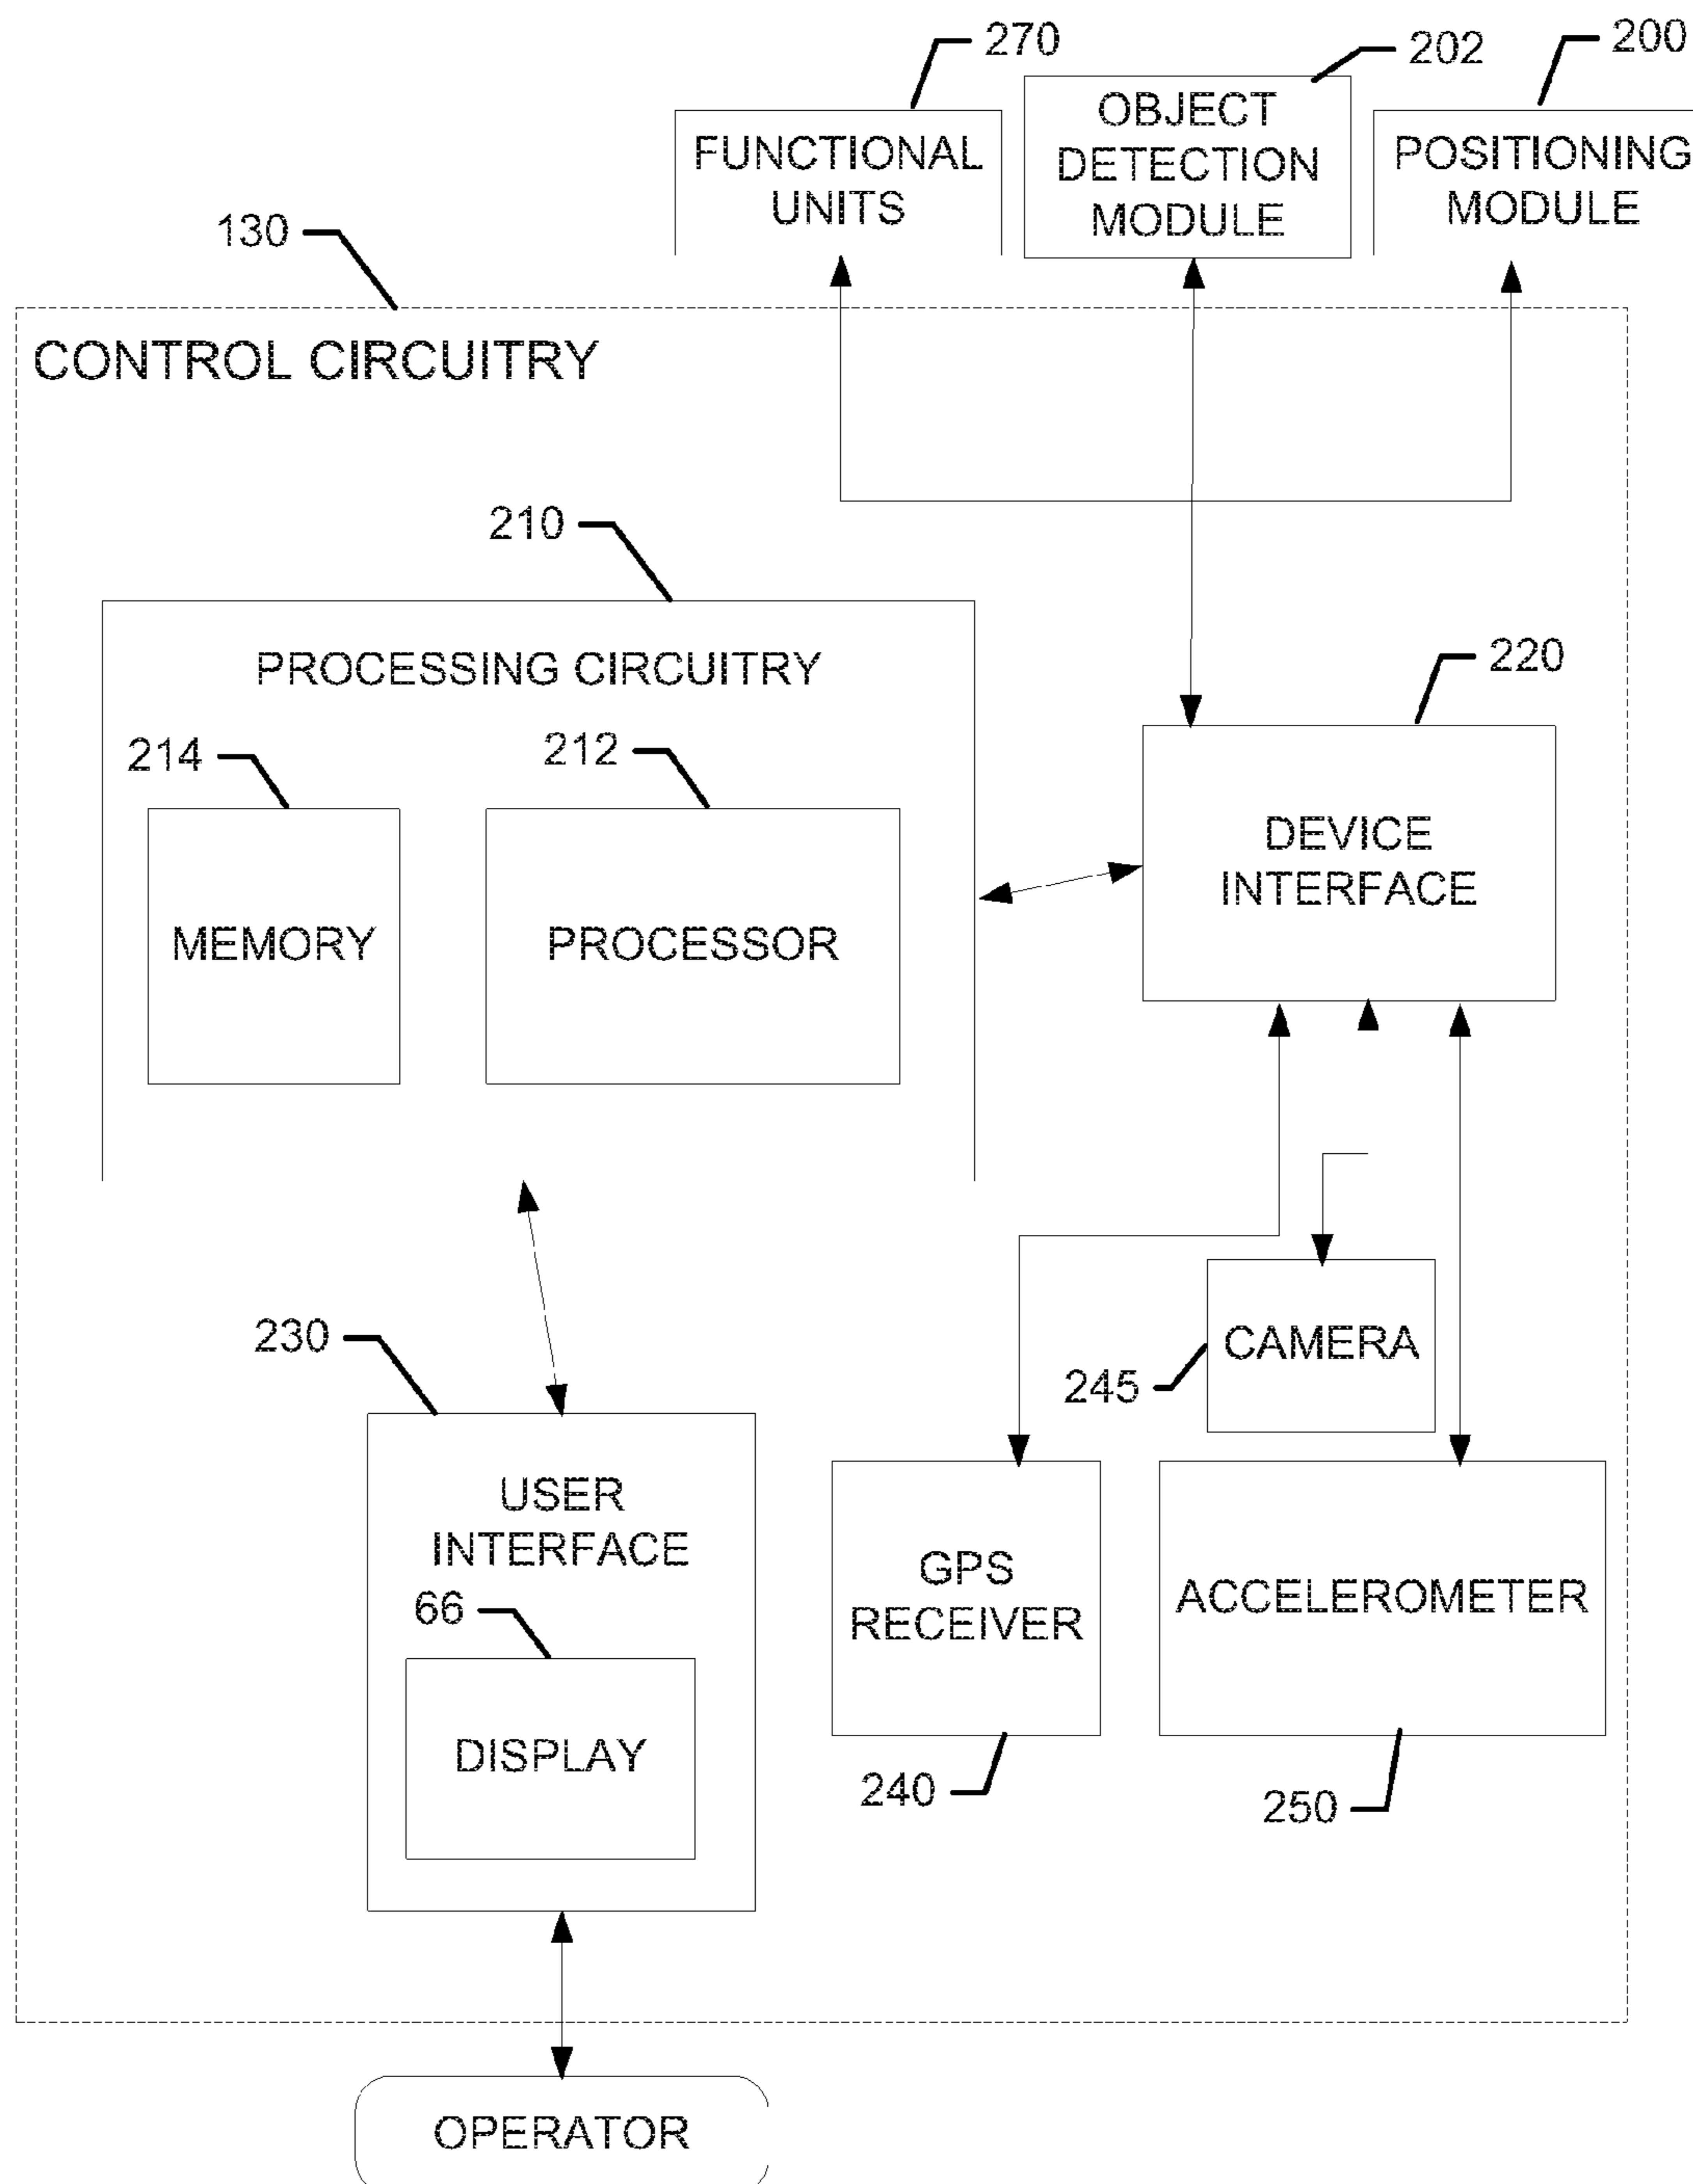 270
202
200
FUNCTIONAL
UNITS
OBJECT
DETECTION
MODULE
POSITIONING
MODULE
130
CONTROL CIRCUITRY
210
PROCESSING CIRCUITRY
220
214
212
MEMORY
PROCESSOR
DEVICE
INTERFACE
230
CAMERA
245
USER
INTERFACE
66
DISPLAY
GPS
RECEIVER
ACCELEROMETER
240
250
OPERATOR